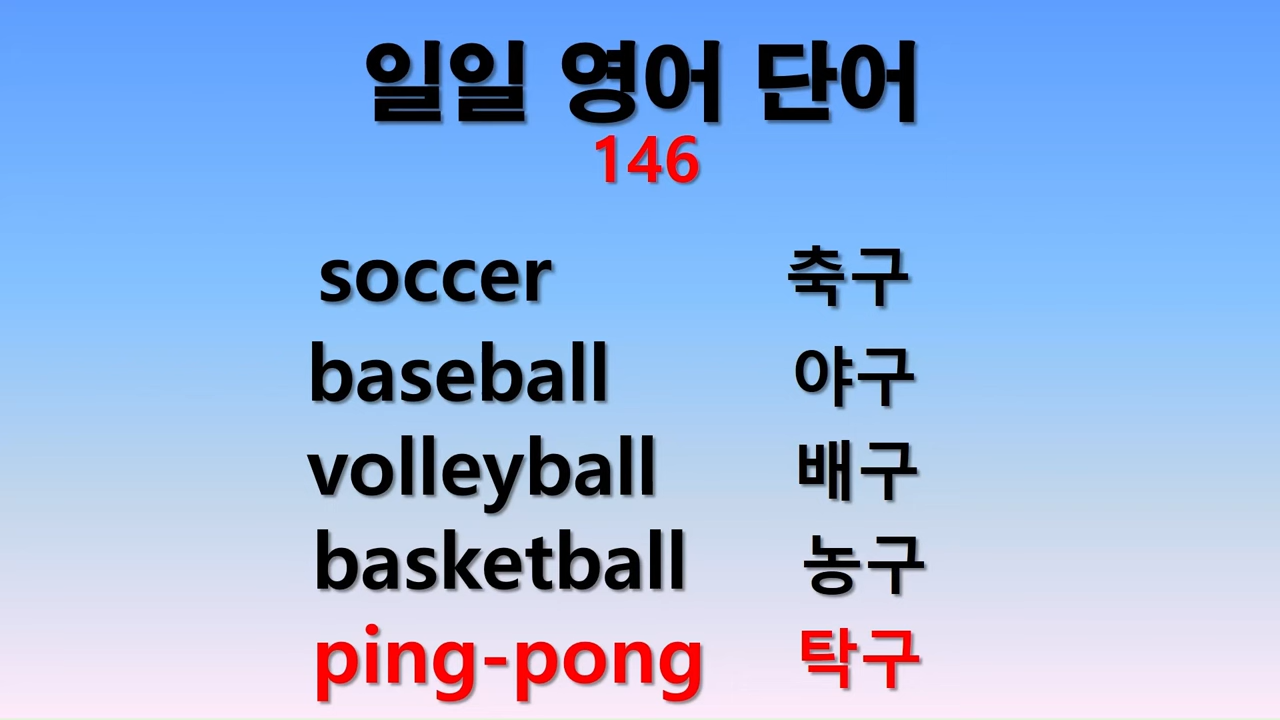 일일 영어 단어
146
soccer 축구
baseball 야구
volleyball 배구
basketball 농구
ping-pong 탁구